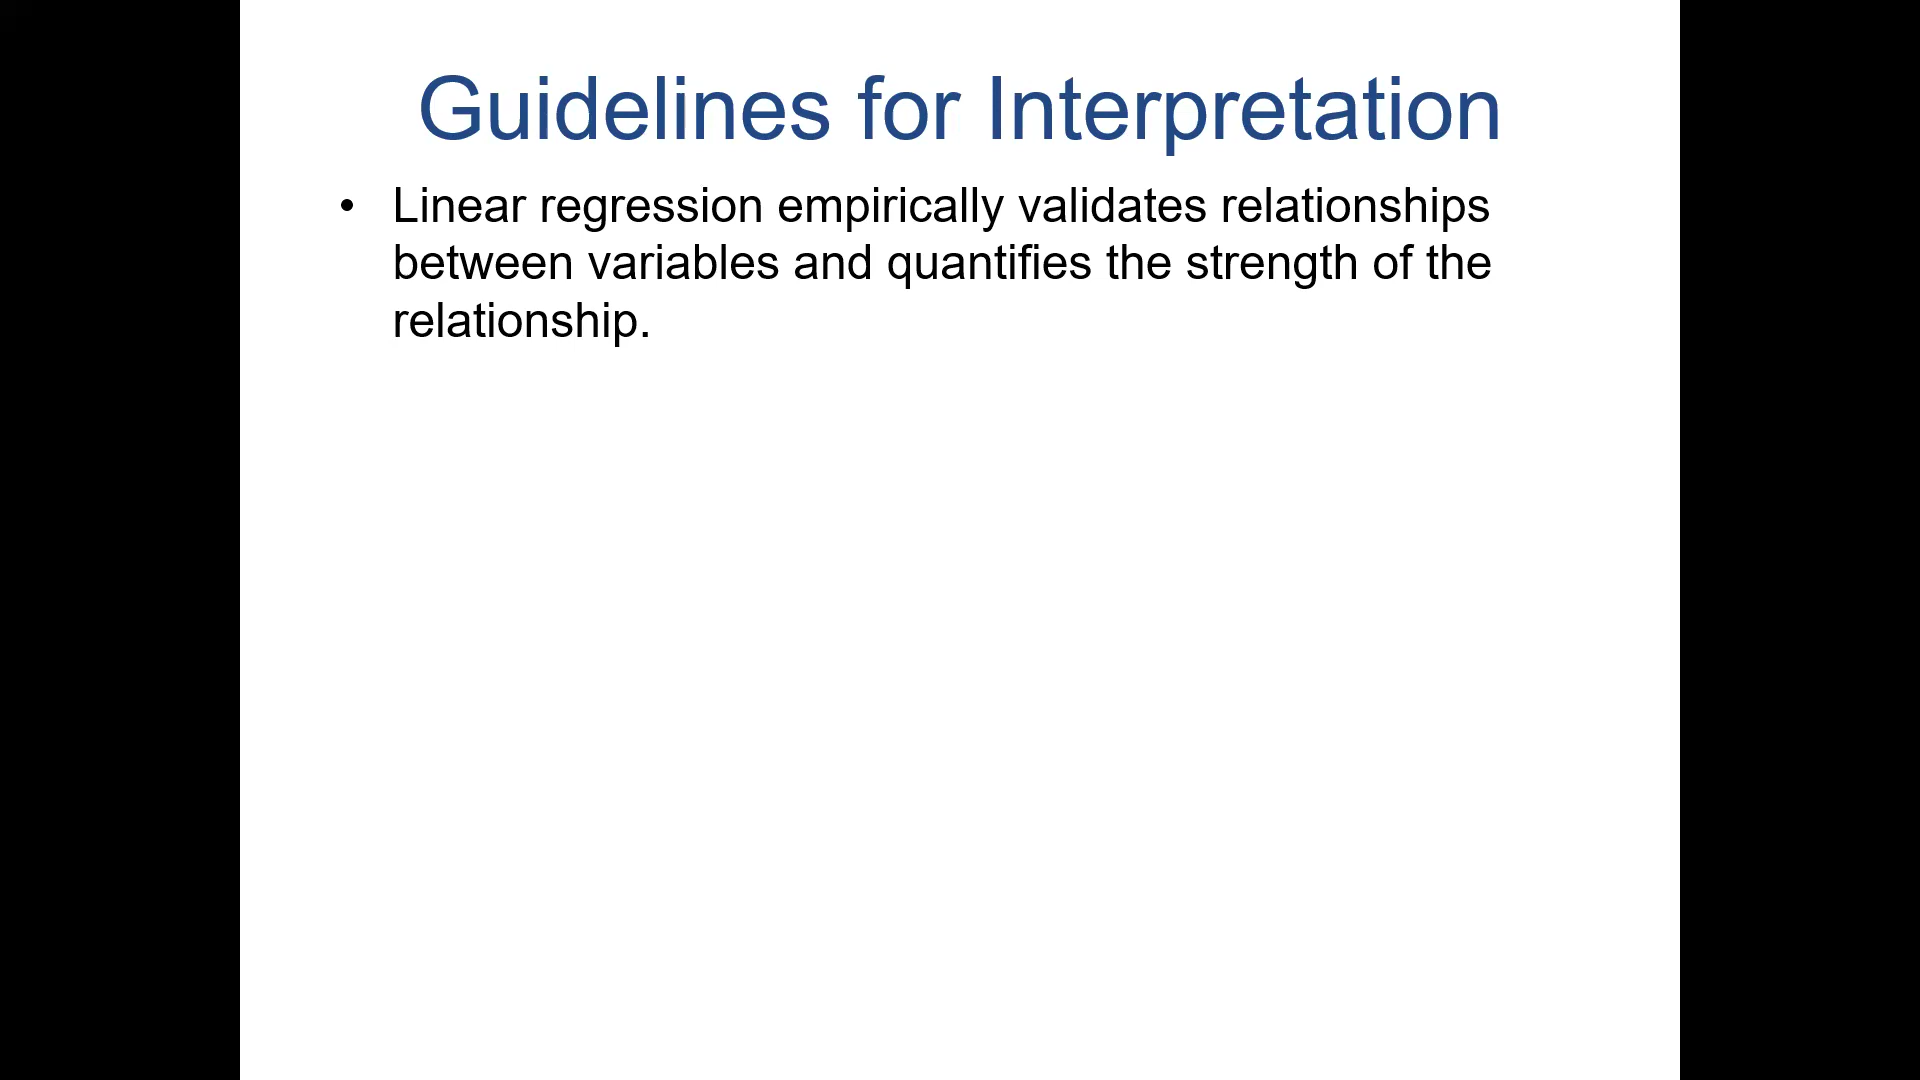 Guidelines for Interpretation
• Linear regression empirically validates relationships
between variables and quantifies the strength of the
relationship.